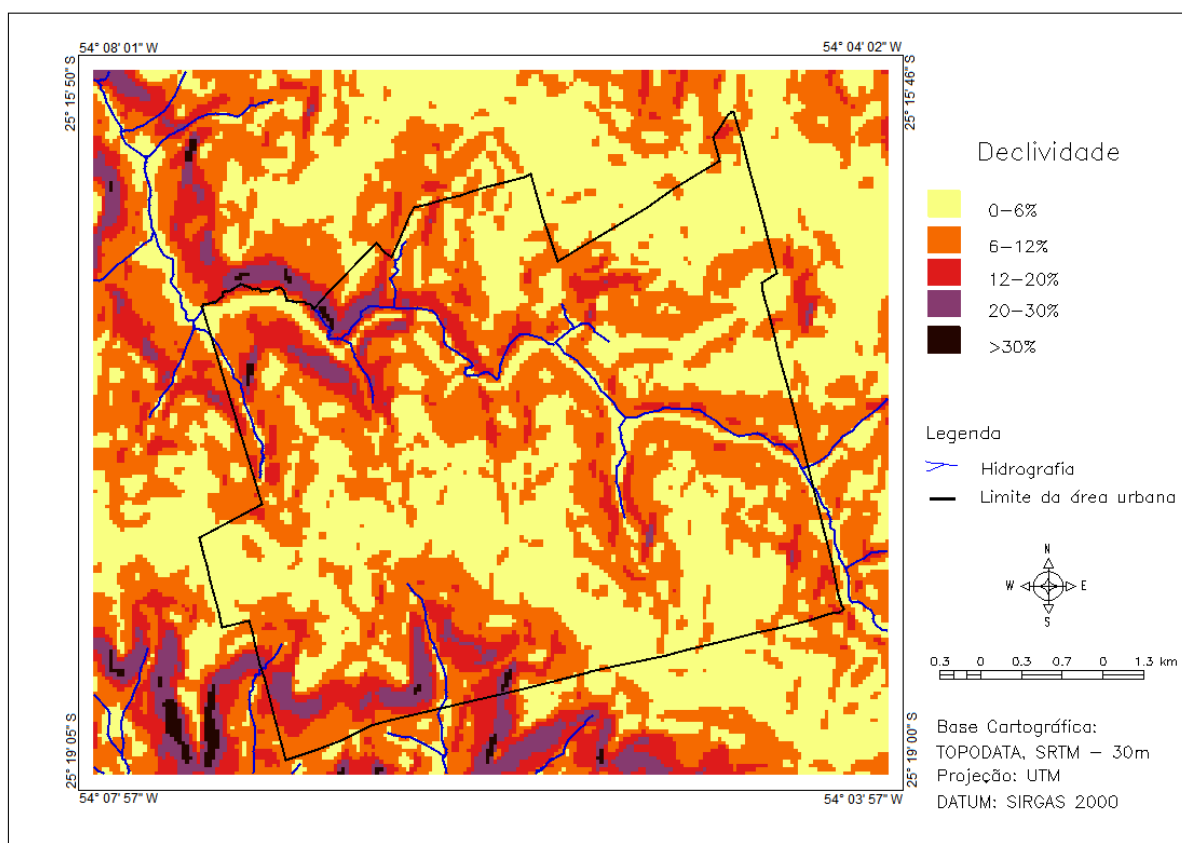 54° 08' 01" W
54° 04' 02" W
25° 15' 50" S
25° 15' 46" S
Declividade
0-6%
6-12%
12-20%
20-30%
>30%
Legenda
Hidrografia
Limite da área urbana
N
W E
S
0.3 0 0.3 0.7 0 1.3 km
Base Cartográfica:
TOPODATA, SRTM - 30m
Projeção: UTM
DATUM: SIRGAS 2000
25° 19' 05" S
25° 19' 00" S
54° 07' 57" W
54° 03' 57" W